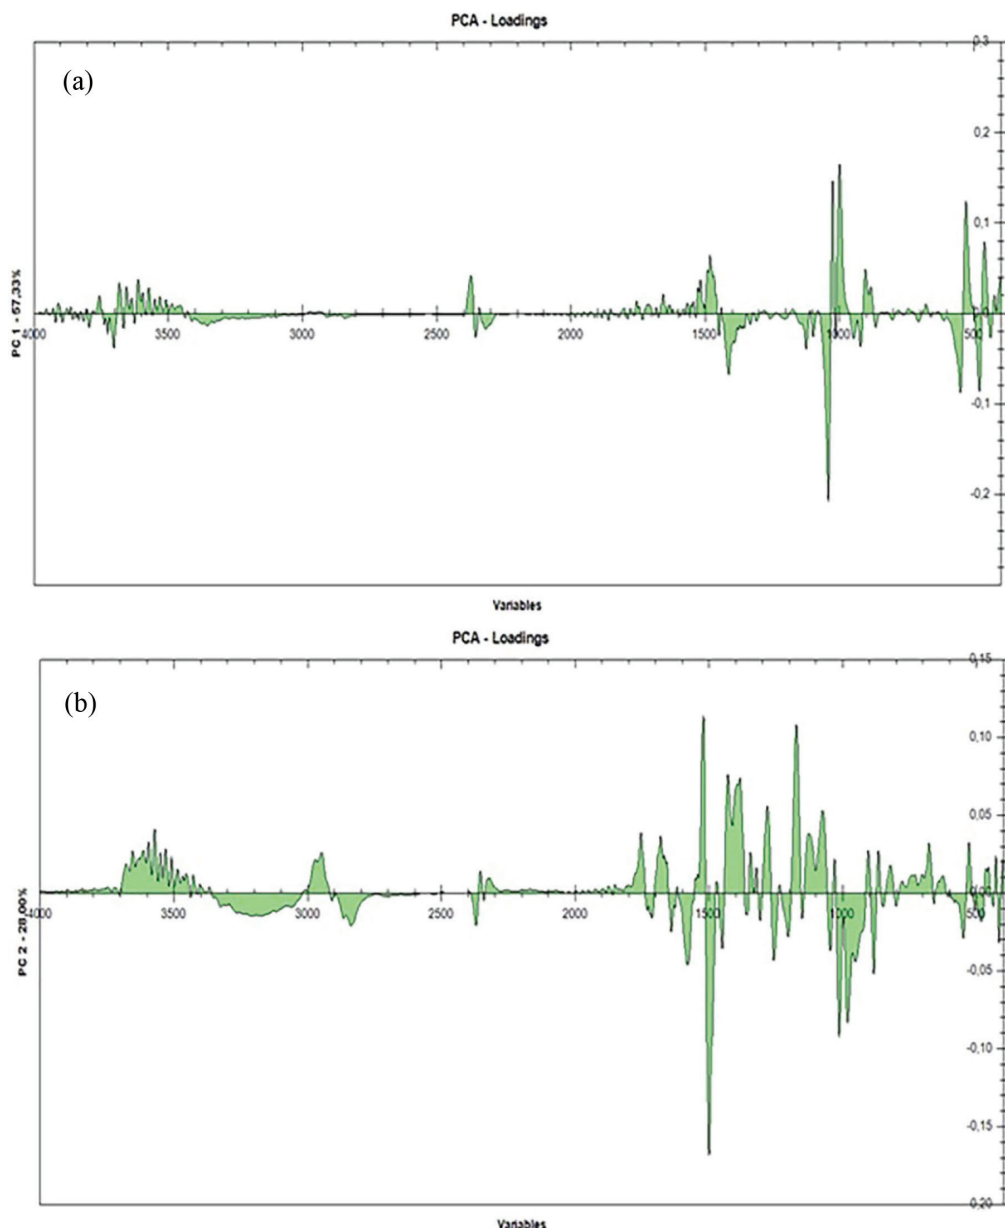 PCA - Loadings
(a)
0,3
0,2
0,1
-0,1
-0,2
4000 3500 3000 2500 2000 1500 1000 500
PC 1 - 57,33%
Variables
PCA - Loadings
(b)
0,15
0,10
0,05
-0,05
-0,10
-0,15
0,20
4000 3500 3000 2500 2000 1500 1000 500
PC 2 - 28,00%
Variables